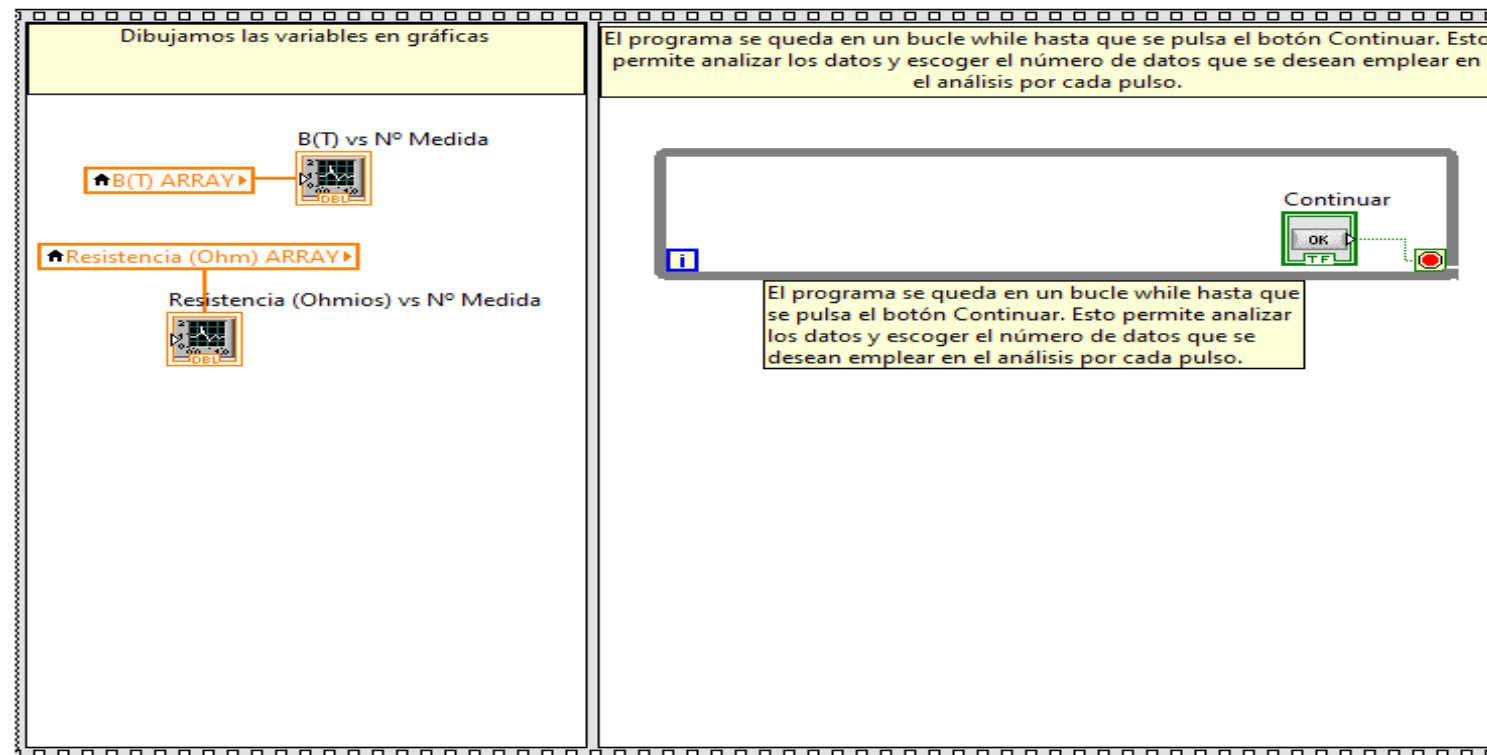 Dibujamos las variables en gráficas
B(T) vs Nº Medida
B(T) ARRAY
DBL
Resistencia (Ohm) ARRAY
Resistencia (Ohmios) vs Nº Medida
DBL
El programa se queda en un bucle while hasta que se pulsa el botón Continuar. Esto
permite analizar los datos y escoger el número de datos que se desean emplear en
el análisis por cada pulso.
Continuar
OK
TF
i
El programa se queda en un bucle while hasta que
se pulsa el botón Continuar. Esto permite analizar
los datos y escoger el número de datos que se
desean emplear en el análisis por cada pulso.